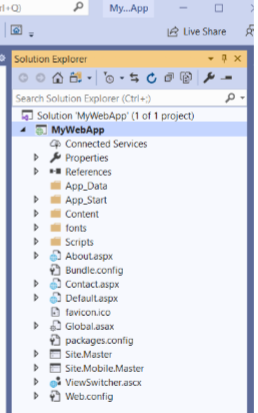 rl+Q)
My...App
Live Share
Solution Explorer
Search Solution Explorer (Ctrl+;)
Solution 'MyWebApp' (1 of 1 project)
MyWebApp
Connected Services
Properties
References
App_Data
App_Start
Content
fonts
Scripts
About.aspx
Bundle.config
Contact.aspx
Default.aspx
favicon.ico
Global.asax
packages.config
Site.Master
Site.Mobile.Master
ViewSwitcher.ascx
Web.config